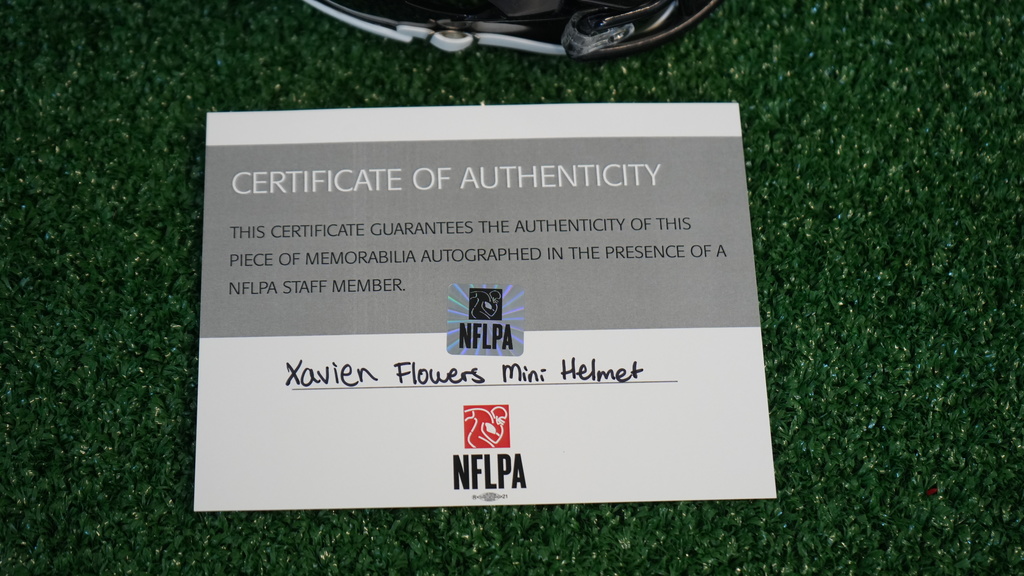 CERTIFICATE OF AUTHENTICITY
THIS CERTIFICATE GUARANTEES THE AUTHENTICITY OF THIS
PIECE OF MEMORABILIA AUTOGRAPHED IN THE PRESENCE OF A
NFLPA STAFF MEMBER.
NFLPA
Xavien Flowers Mini Helmet
NFLPA